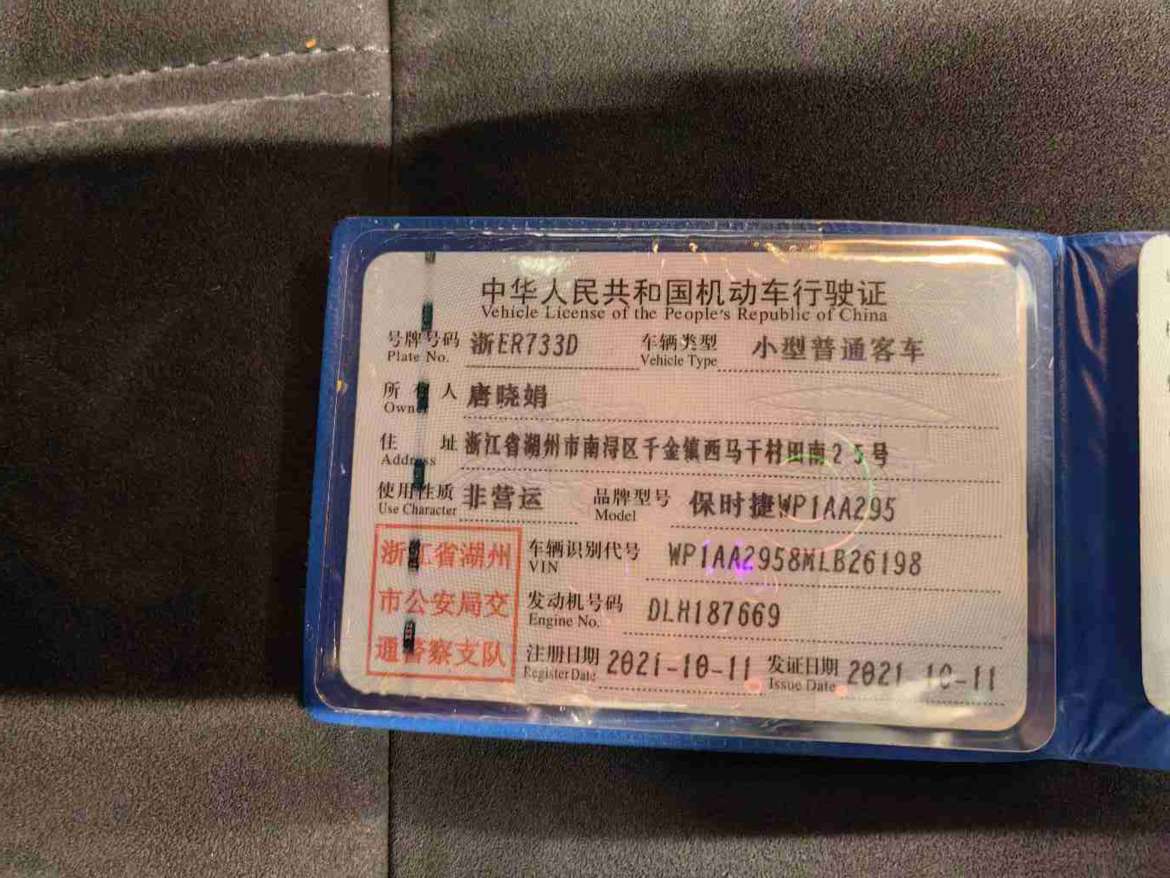 中华人民共和国机动车行驶证
Vehicle License of the People's Republic of China
号牌号码 浙ER733D 车辆类型 小型普通客车
Plate No. Vehicle Type
所有人 唐晓娟
Owner
住址 浙江省湖州市南浔区千金镇西马干村田南25号
Address
使用性质 非营运 品牌型号 保时捷WP1AA295
Use Character Model
浙江省湖州
市公安局交
通警察支队
车辆识别代号 WP1AA2958MLB26198
VIN
发动机号码 DLH187669
Engine No.
注册日期 2021-10-11 发证日期 2021-10-11
Register Date Issue Date